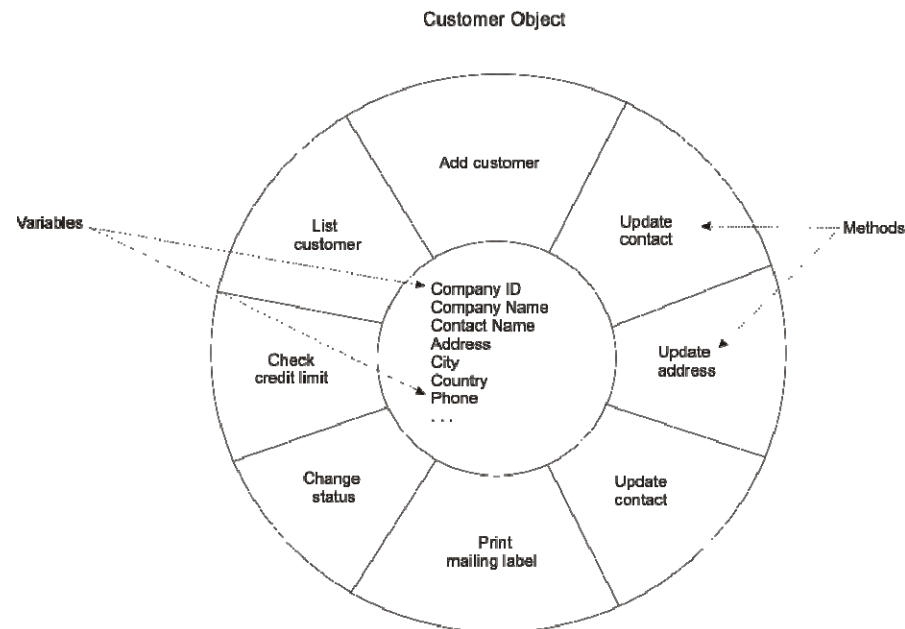 Customer Object
Add customer
Update
contact
Methods
Variables
List
customer
Company ID
Company Name
Contact Name
Address
City
Country
Phone
. . .
Update
address
Check
credit limit
Change
status
Update
contact
Print
mailing label